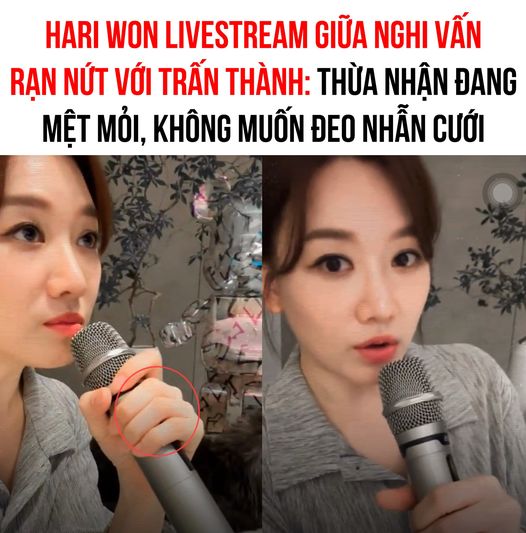 HARI WON LIVESTREAM GIỮA NGHI VẤN
RẠN NỨT VỚI TRẤN THÀNH: THỪA NHẬN ĐANG
MỆT MỎI, KHÔNG MUỐN ĐEO NHẪN CƯỚI